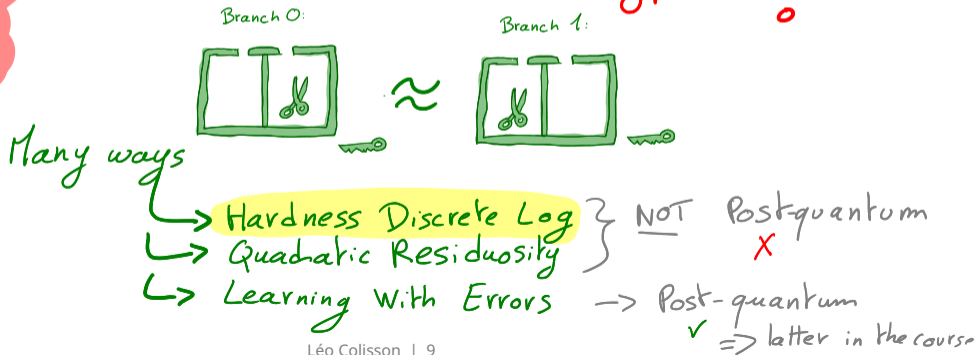 Branch 0:
Branch 1:
≈
Many ways
Hardness Discrete Log
NOT Post-quantum
Quadratic Residuosity
X
Learning With Errors -> Post-quantum
✓ => latter in the course
Léo Colisson | 9